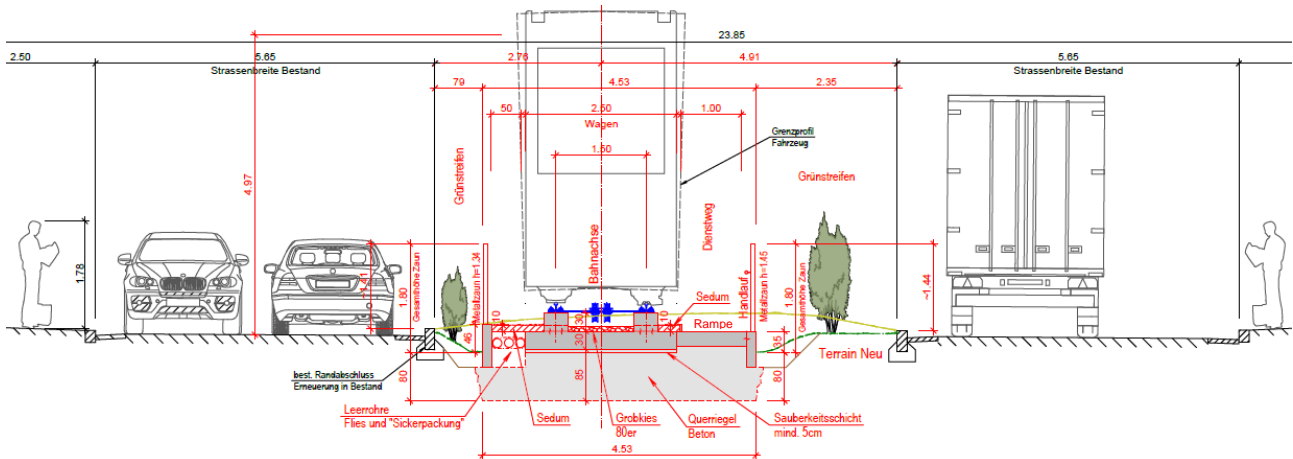 23.85
2.50
5.65
2.76
4.91
5.65
Strassenbreite Bestand
Strassenbreite Bestand
79
4.53
2.35
50
2.60
1.00
Wagen
Grenzprofil
Fahrzeug
1.50
4.97
Grünstreifen
Grünstreifen
Dienstweg
Bahnachse
1.78
~1.41
1.80
Gesamthöhe Zaun
Metallzaun h=1.34
Handlauf
Metallzaun h=1.45
1.80
Gesamthöhe Zaun
~1.44
Sedum
10
30
10
Rampe
46
30
35
Terrain Neu
80
85
80
best. Randabschluss
Erneuerung in Bestand
Leerrohre
Flies und "Sickerpackung"
Sedum
Grobkies
80er
Querriegel
Beton
Sauberkeitsschicht
mind. 5cm
4.53